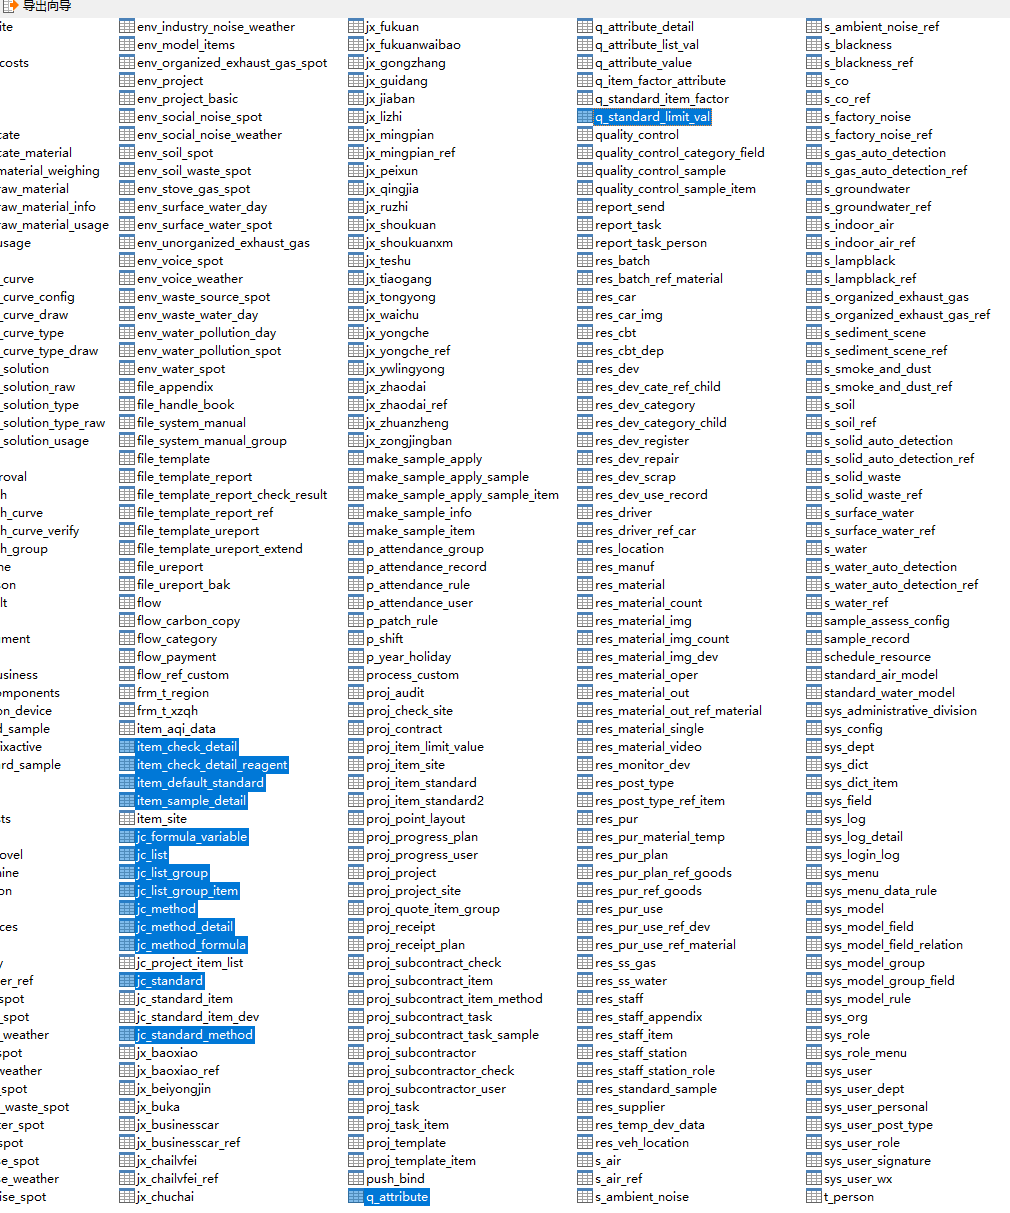 导出向导
ite
costs
cate
cate_material
material_weighing
raw_material
raw_material_info
raw_material_usage
usage
_curve
_curve_config
_curve_draw
_curve_type
_curve_type_draw
_solution
_solution_raw
_solution_type
_solution_type_raw
_solution_usage
roval
h
h_curve
h_curve_verify
h_group
ne
son
lt
ument
usiness
omponents
on_device
d_sample
ixactive
rd_sample
sts
ovel
nine
on
ces
y
er_ref
spot
_spot
_weather
spot
weather
_spot
_waste_spot
ter_spot
spot
se_spot
se_weather
ise_spot
env_industry_noise_weather
env_model_items
env_organized_exhaust_gas_spot
env_project
env_project_basic
env_social_noise_spot
env_social_noise_weather
env_soil_spot
env_soil_waste_spot
env_stove_gas_spot
env_surface_water_day
env_surface_water_spot
env_unorganized_exhaust_gas
env_voice_spot
env_voice_weather
env_waste_source_spot
env_waste_water_day
env_water_pollution_day
env_water_pollution_spot
env_water_spot
file_appendix
file_handle_book
file_system_manual
file_system_manual_group
file_template
file_template_report
file_template_report_check_result
file_template_report_ref
file_template_ureport
file_template_ureport_extend
file_ureport
file_ureport_bak
flow
flow_carbon_copy
flow_category
flow_payment
flow_ref_custom
frm_t_region
frm_t_xzqh
item_aqi_data
item_check_detail
item_check_detail_reagent
item_default_standard
item_sample_detail
item_site
jc_formula_variable
jc_list
jc_list_group
jc_list_group_item
jc_method
jc_method_detail
jc_method_formula
jc_project_item_list
jc_standard
jc_standard_item
jc_standard_item_dev
jc_standard_method
jx_baoxiao
jx_baoxiao_ref
jx_beiyongjin
jx_buka
jx_businesscar
jx_businesscar_ref
jx_chailvfei
jx_chailvfei_ref
jx_chuchai
jx_fukuan
jx_fukuanwaibao
jx_gongzhang
jx_guidang
jx_jiaban
jx_lizhi
jx_mingpian
jx_mingpian_ref
jx_peixun
jx_qingjia
jx_ruzhi
jx_shoukuan
jx_shoukuanxm
jx_teshu
jx_tiaogang
jx_tongyong
jx_waichu
jx_yongche
jx_yongche_ref
jx_ywlingyong
jx_zhaodai
jx_zhaodai_ref
jx_zhuanzheng
jx_zongjingban
make_sample_apply
make_sample_apply_sample
make_sample_apply_sample_item
make_sample_info
make_sample_item
p_attendance_group
p_attendance_record
p_attendance_rule
p_attendance_user
p_patch_rule
p_shift
p_year_holiday
process_custom
proj_audit
proj_check_site
proj_contract
proj_item_limit_value
proj_item_site
proj_item_standard
proj_item_standard2
proj_point_layout
proj_progress_plan
proj_progress_user
proj_project
proj_project_site
proj_quote_item_group
proj_receipt
proj_receipt_plan
proj_subcontract_check
proj_subcontract_item
proj_subcontract_item_method
proj_subcontract_task
proj_subcontract_task_sample
proj_subcontractor
proj_subcontractor_check
proj_subcontractor_user
proj_task
proj_task_item
proj_template
proj_template_item
push_bind
q_attribute
q_attribute_detail
q_attribute_list_val
q_attribute_value
q_item_factor_attribute
q_standard_item_factor
q_standard_limit_val
quality_control
quality_control_category_field
quality_control_sample
quality_control_sample_item
report_send
report_task
report_task_person
res_batch
res_batch_ref_material
res_car
res_car_img
res_cbt
res_cbt_dep
res_dev
res_dev_cate_ref_child
res_dev_category
res_dev_category_child
res_dev_register
res_dev_repair
res_dev_scrap
res_dev_use_record
res_driver
res_driver_ref_car
res_location
res_manuf
res_material
res_material_count
res_material_img
res_material_img_count
res_material_img_dev
res_material_oper
res_material_out
res_material_out_ref_material
res_material_single
res_material_video
res_monitor_dev
res_post_type
res_post_type_ref_item
res_pur
res_pur_material_temp
res_pur_plan
res_pur_plan_ref_goods
res_pur_ref_goods
res_pur_use
res_pur_use_ref_dev
res_pur_use_ref_material
res_ss_gas
res_ss_water
res_staff
res_staff_appendix
res_staff_item
res_staff_station
res_staff_station_role
res_standard_sample
res_supplier
res_temp_dev_data
res_veh_location
s_air
s_air_ref
s_ambient_noise
s_ambient_noise_ref
s_blackness
s_blackness_ref
s_co
s_co_ref
s_factory_noise
s_factory_noise_ref
s_gas_auto_detection
s_gas_auto_detection_ref
s_groundwater
s_groundwater_ref
s_indoor_air
s_indoor_air_ref
s_lampblack
s_lampblack_ref
s_organized_exhaust_gas
s_organized_exhaust_gas_ref
s_sediment_scene
s_sediment_scene_ref
s_smoke_and_dust
s_smoke_and_dust_ref
s_soil
s_soil_ref
s_solid_auto_detection
s_solid_auto_detection_ref
s_solid_waste
s_solid_waste_ref
s_surface_water
s_surface_water_ref
s_water
s_water_auto_detection
s_water_auto_detection_ref
s_water_ref
sample_assess_config
sample_record
schedule_resource
standard_air_model
standard_water_model
sys_administrative_division
sys_config
sys_dept
sys_dict
sys_dict_item
sys_field
sys_log
sys_log_detail
sys_login_log
sys_menu
sys_menu_data_rule
sys_model
sys_model_field
sys_model_field_relation
sys_model_group
sys_model_group_field
sys_model_rule
sys_org
sys_role
sys_role_menu
sys_user
sys_user_dept
sys_user_personal
sys_user_post_type
sys_user_role
sys_user_signature
sys_user_wx
t_person